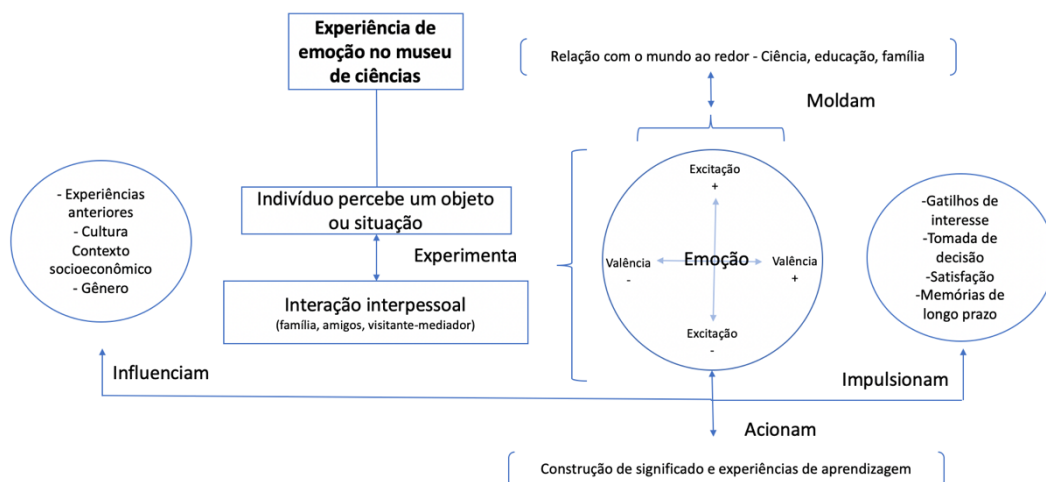 Experiência de
emoção no museu
de ciências
Relação com o mundo ao redor - Ciência, educação, família
Moldam
- Experiências
anteriores
- Cultura
Contexto
socioeconômico
- Gênero
Indivíduo percebe um objeto
ou situação
Experimenta
Interação interpessoal
(família, amigos, visitante-mediador)
Excitação
+
Valência
-
Emoção
Valência
+
Excitação
-
-Gatilhos de
interesse
-Tomada de
decisão
-Satisfação
-Memórias de
longo prazo
Influenciam
Impulsionam
Acionam
Construção de significado e experiências de aprendizagem